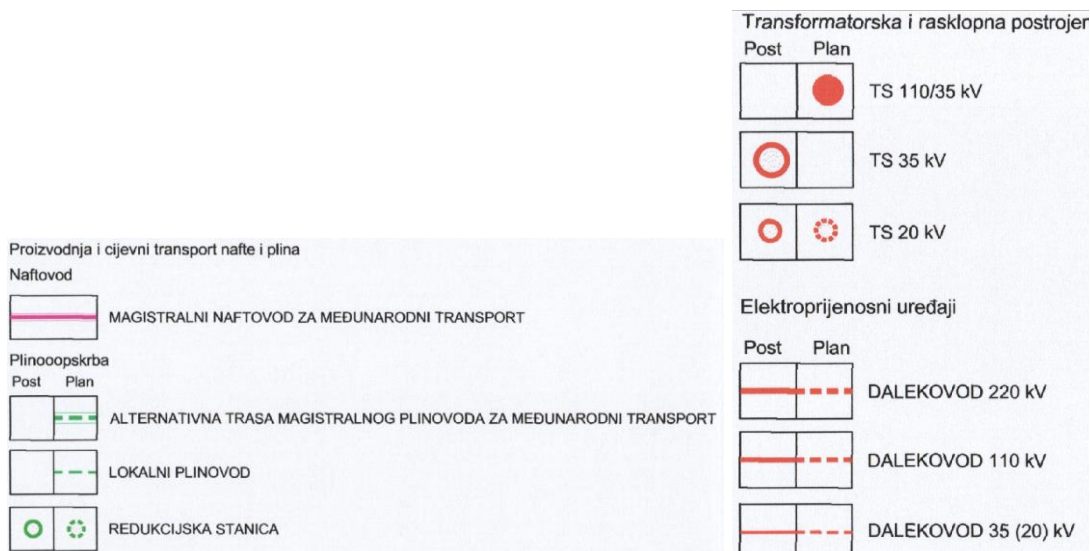 Proizvodnja i cijevni transport nafte i plina
Naftovod
MAGISTRALNI NAFTOVOD ZA MEĐUNARODNI TRANSPORT
Plinooopskrba
Post Plan
ALTERNATIVNA TRASA MAGISTRALNOG PLINOVODA ZA MEĐUNARODNI TRANSPORT
LOKALNI PLINOVOD
REDUKCIJSKA STANICA
Transformatorska i rasklopna postrojen
Post Plan
TS 110/35 kV
TS 35 kV
TS 20 kV
Elektroprijenosni uređaji
Post Plan
DALEKOVOD 220 kV
DALEKOVOD 110 kV
DALEKOVOD 35 (20) kV